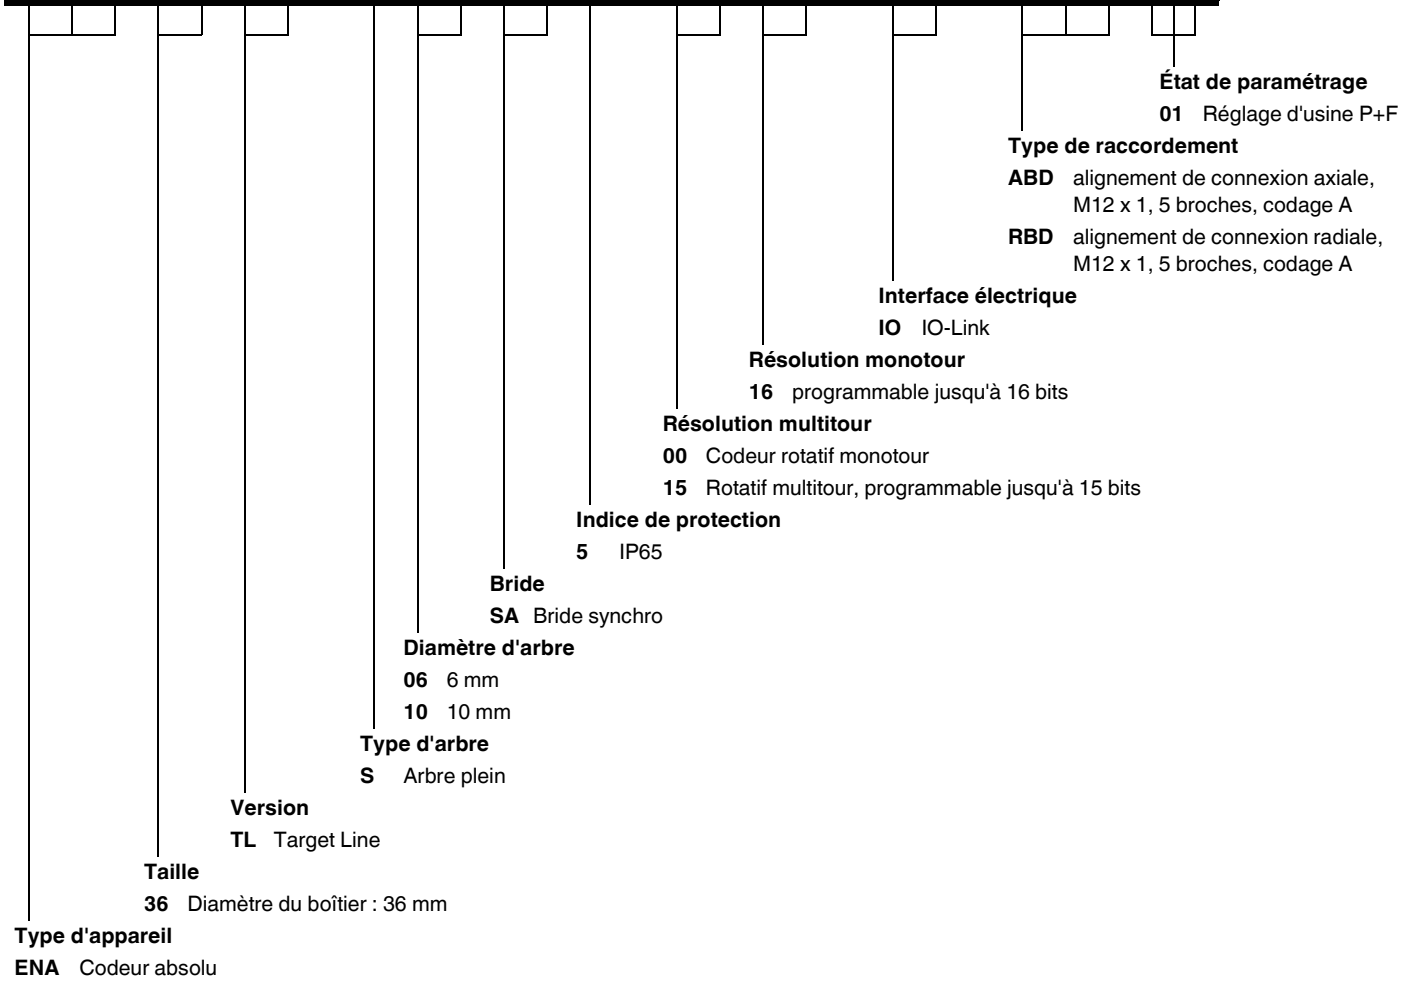 État de paramétrage
01 Réglage d'usine P+F
Type de raccordement
ABD alignement de connexion axiale,
M12 x 1, 5 broches, codage A
RBD alignement de connexion radiale,
M12 x 1, 5 broches, codage A
Interface électrique
IO IO-Link
Résolution monotour
16 programmable jusqu'à 16 bits
Résolution multitour
00 Codeur rotatif monotour
15 Rotatif multitour, programmable jusqu'à 15 bits
Indice de protection
5 IP65
Bride
SA Bride synchro
Diamètre d'arbre
06 6 mm
10 10 mm
Type d'arbre
S Arbre plein
Version
TL Target Line
Taille
36 Diamètre du boîtier : 36 mm
Type d'appareil
ENA Codeur absolu